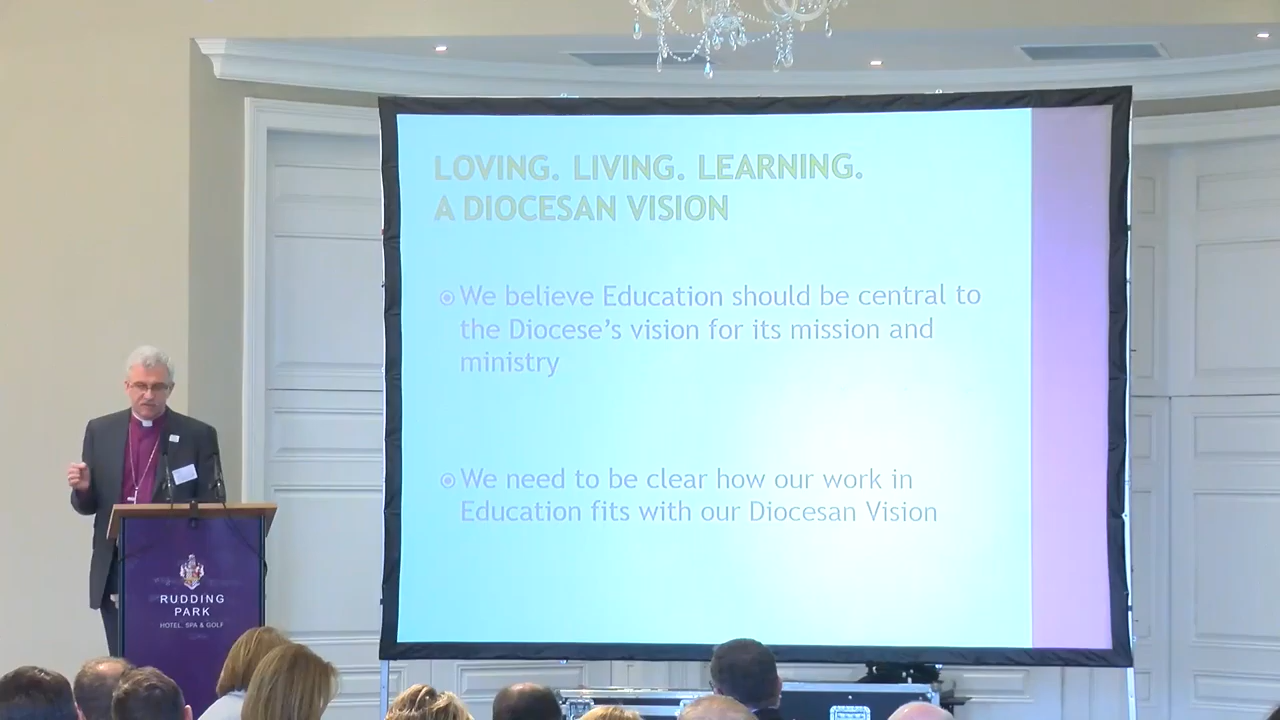 LOVING. LIVING. LEARNING.
A DIOCESAN VISION
We believe Education should be central to
the Diocese's vision for its mission and
ministry
We need to be clear how our work in
Education fits with our Diocesan Vision
RUDDING
PARK
HOTEL, SPA & GOLF